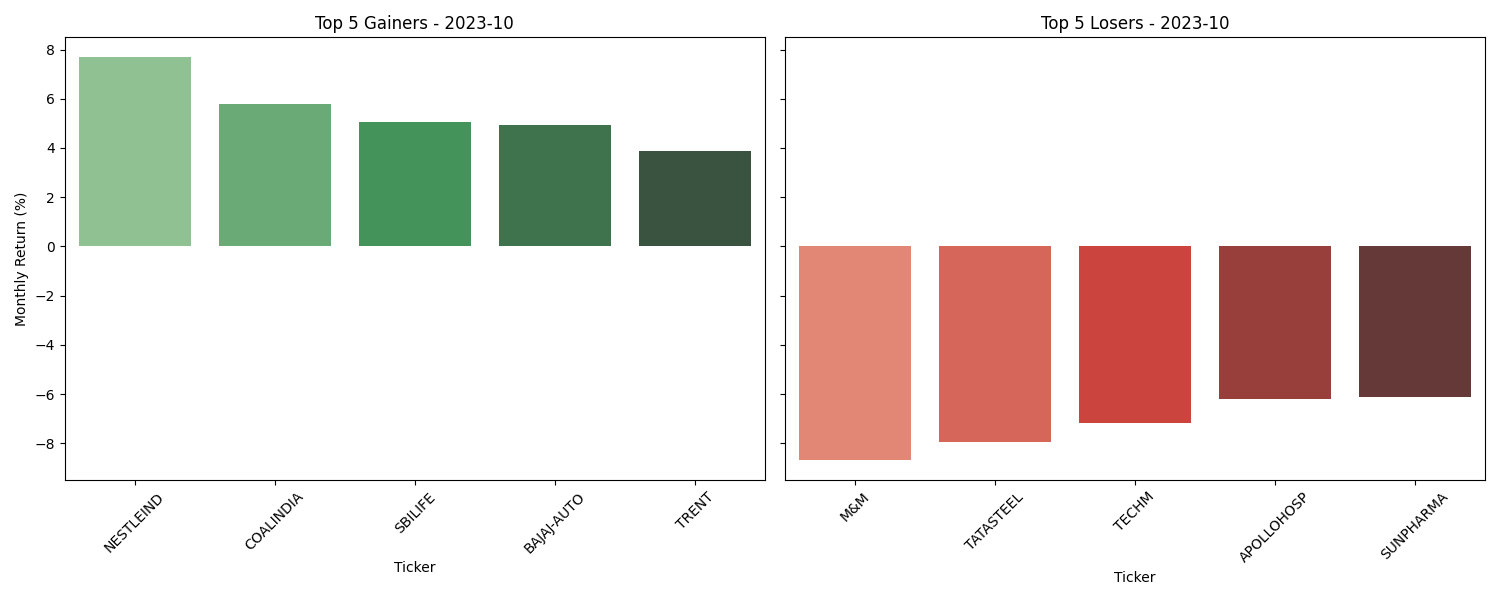 Top 5 Gainers - 2023-10
Monthly Return (%)
8
6
4
2
0
−2
−4
−6
−8
NESTLEIND
COALINDIA
SBILIFE
BAJAJ-AUTO
TRENT
Ticker
Top 5 Losers - 2023-10
M&M
TATASTEEL
TECHM
APOLLOHOSP
SUNPHARMA
Ticker